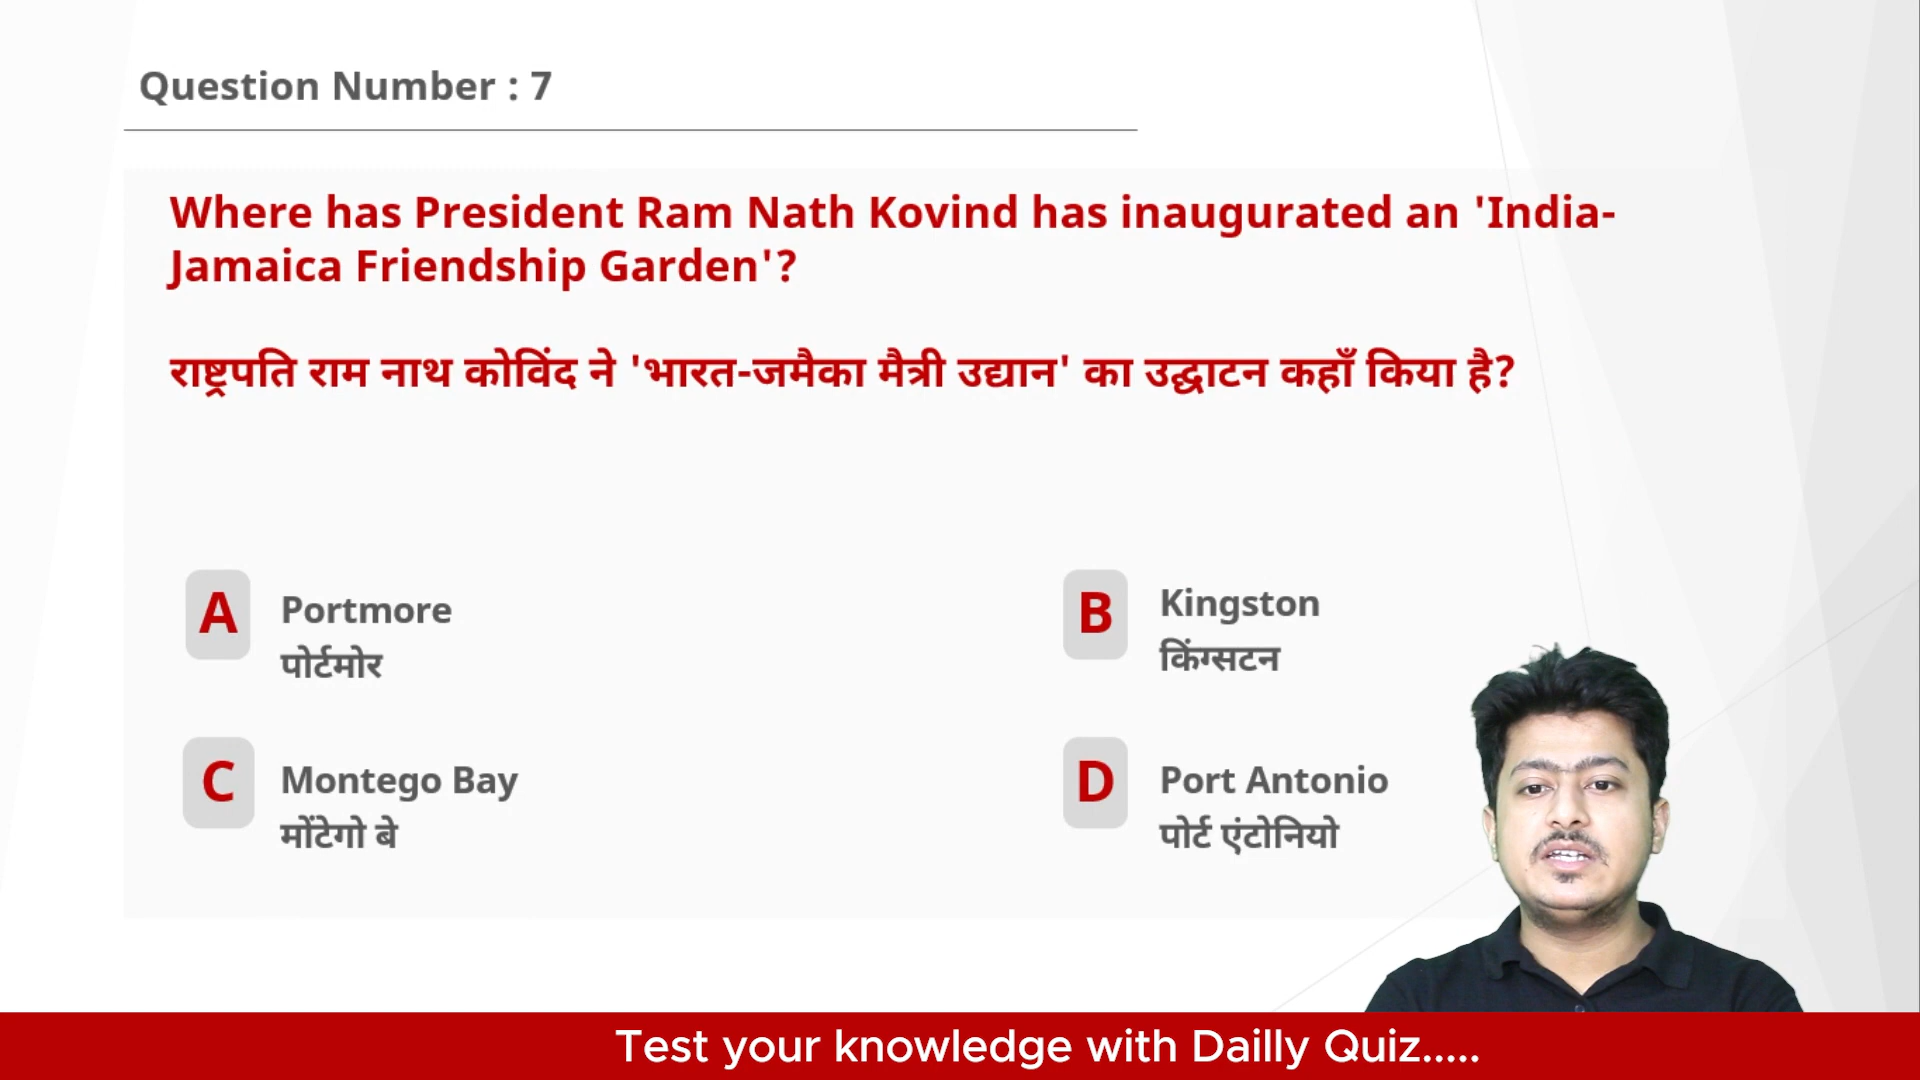 Question Number : 7
Where has President Ram Nath Kovind has inaugurated an 'India-
Jamaica Friendship Garden'?
राष्ट्रपति राम नाथ कोविंद ने 'भारत-जमैका मैत्री उद्यान' का उद्घाटन कहाँ किया है?
A
Portmore
पोर्टमोर
B
Kingston
किंग्सटन
C
Montego Bay
मोंटेगो बे
D
Port Antonio
पोर्ट एंटोनियो
Test your knowledge with Dailly Quiz.....